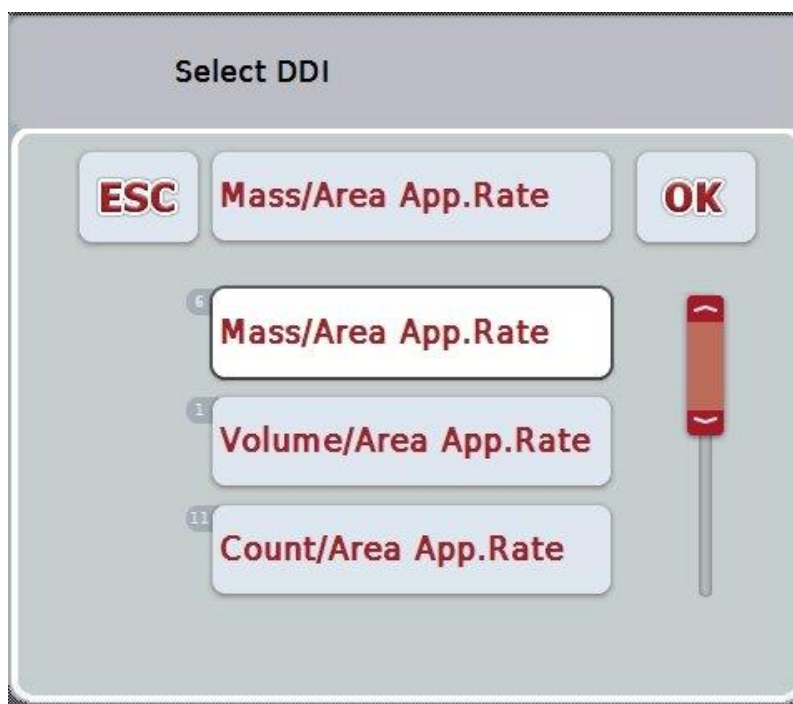 Select DDI
ESC
Mass/Area App.Rate
OK
6
Mass/Area App.Rate
1
Volume/Area App.Rate
11
Count/Area App.Rate